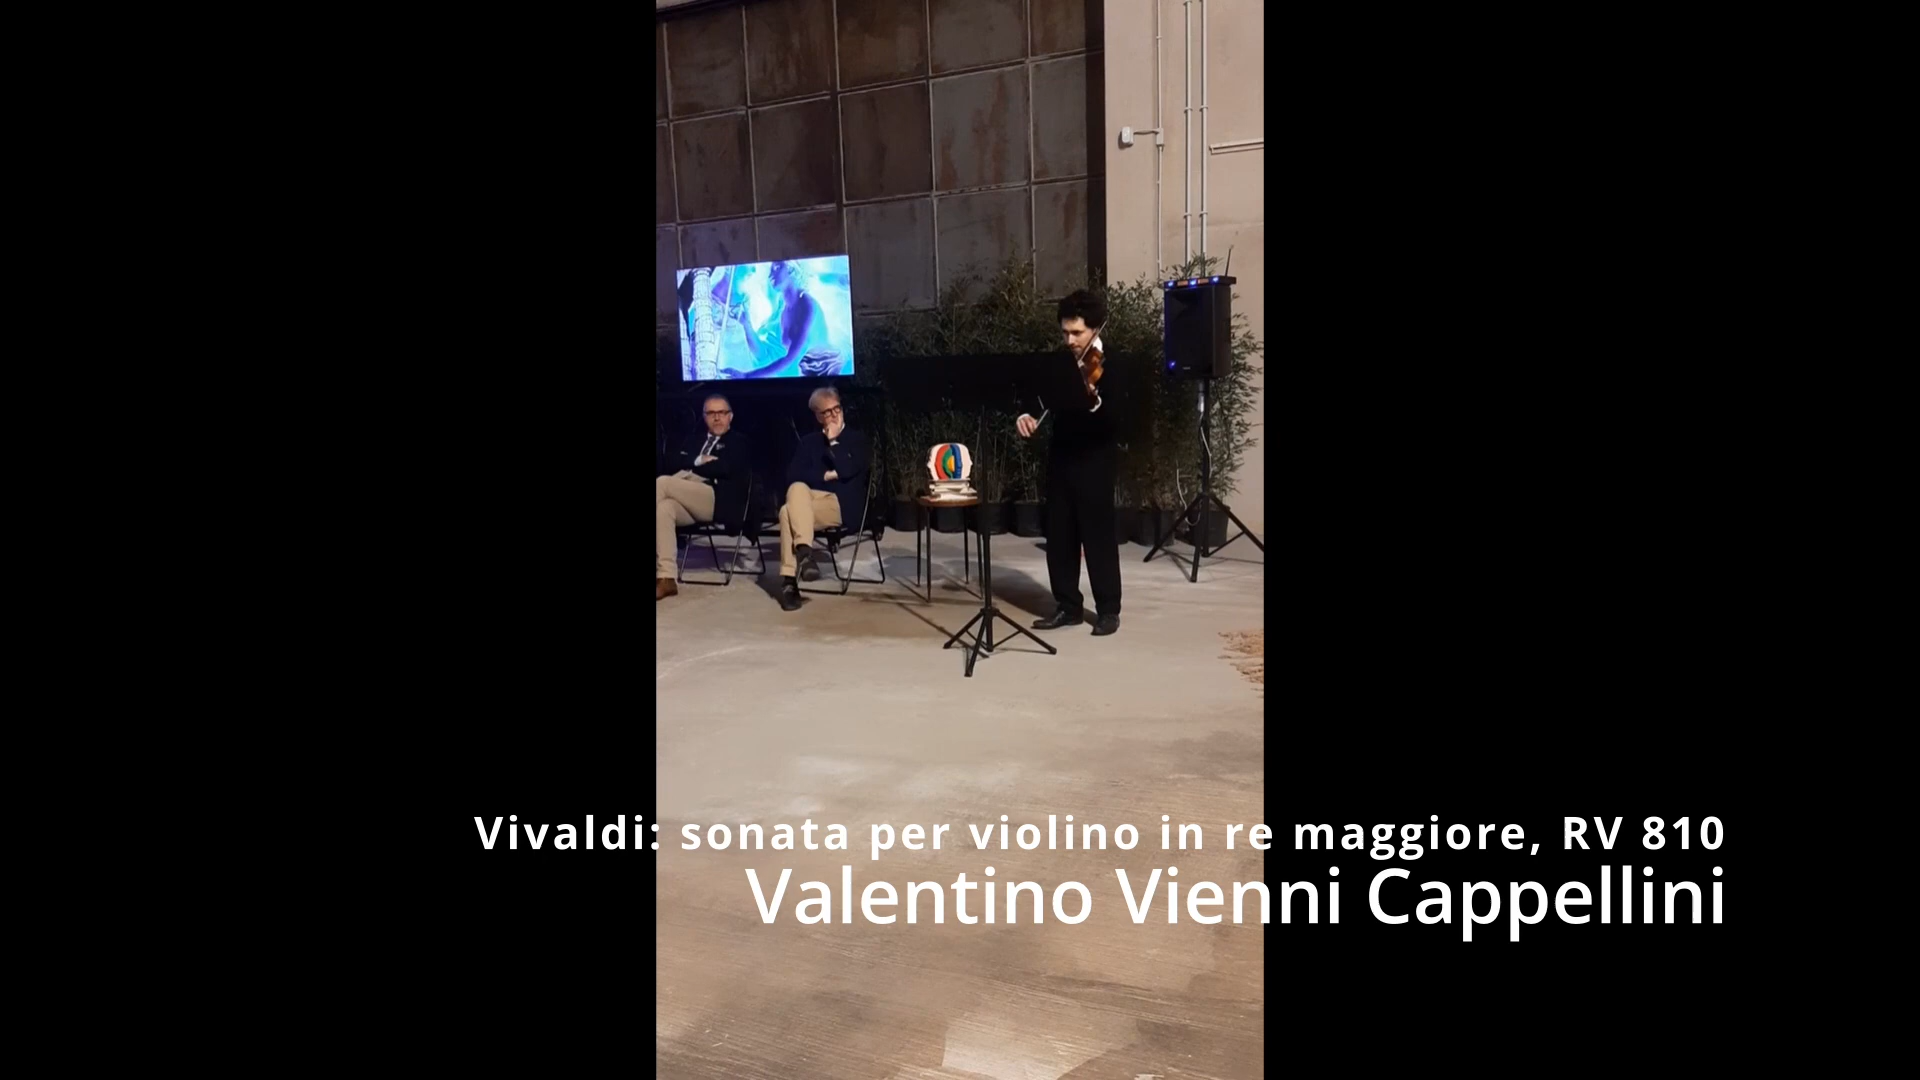 Vivaldi: sonata per violino in re maggiore, RV 810
Valentino Vienni Cappellini